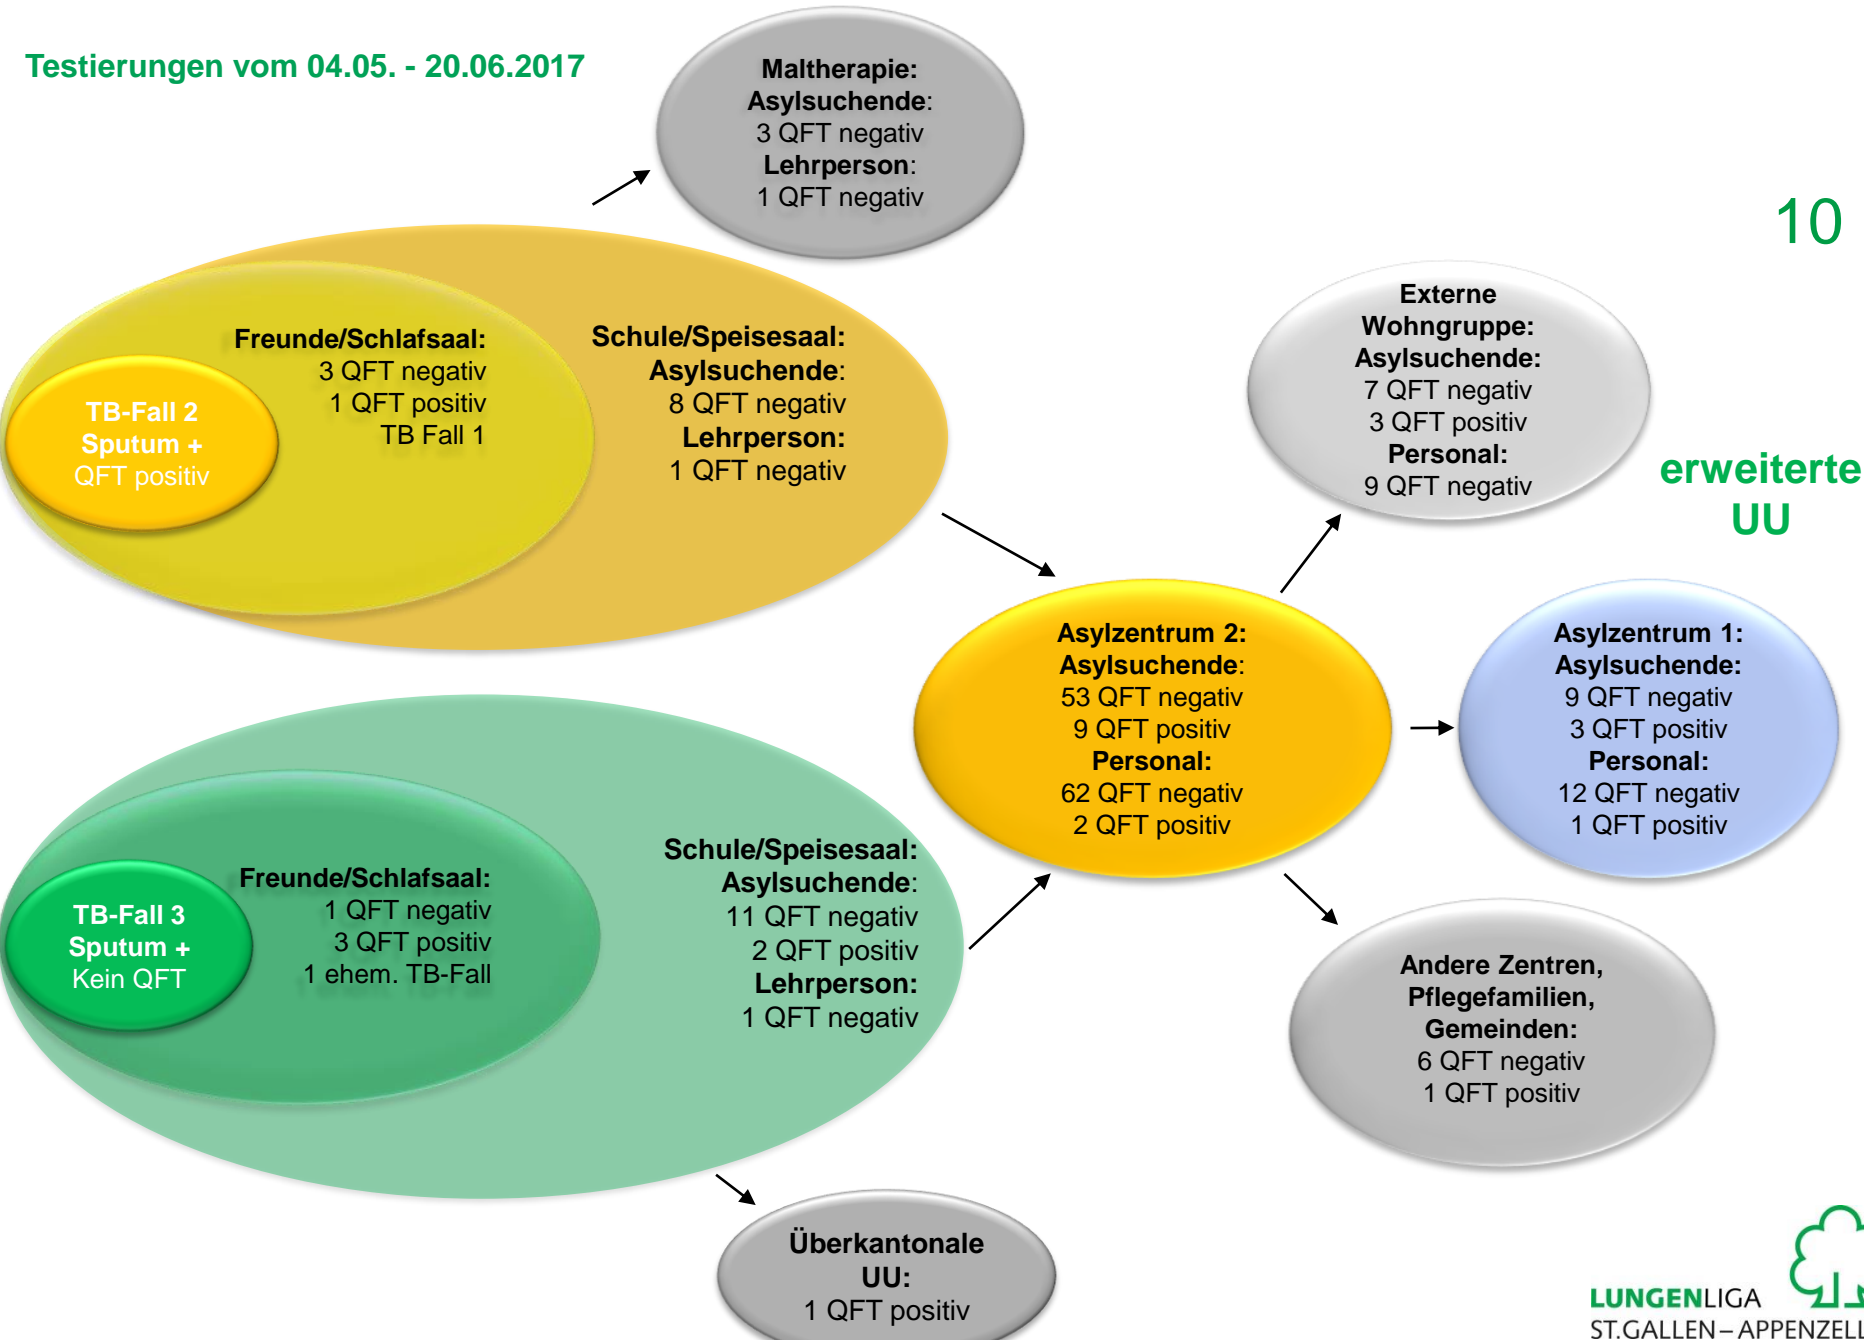 Testierungen vom 04.05. - 20.06.2017
Maltherapie:
Asylsuchende:
3 QFT negativ
Lehrperson:
1 QFT negativ
10
Freunde/Schlafsaal:
3 QFT negativ
1 QFT positiv
TB Fall 1
TB-Fall 2
Sputum +
QFT positiv
Schule/Speisesaal:
Asylsuchende:
8 QFT negativ
Lehrperson:
1 QFT negativ
Externe
Wohngruppe:
Asylsuchende:
7 QFT negativ
3 QFT positiv
Personal:
9 QFT negativ
erweiterte
UU
Asylzentrum 2:
Asylsuchende:
53 QFT negativ
9 QFT positiv
Personal:
62 QFT negativ
2 QFT positiv
Asylzentrum 1:
Asylsuchende:
9 QFT negativ
3 QFT positiv
Personal:
12 QFT negativ
1 QFT positiv
Freunde/Schlafsaal:
1 QFT negativ
3 QFT positiv
1 ehem. TB-Fall
TB-Fall 3
Sputum +
Kein QFT
Schule/Speisesaal:
Asylsuchende:
11 QFT negativ
2 QFT positiv
Lehrperson:
1 QFT negativ
Andere Zentren,
Pflegefamilien,
Gemeinden:
6 QFT negativ
1 QFT positiv
Überkantonale
UU:
1 QFT positiv
LUNGENLIGA
ST.GALLEN–APPENZELL